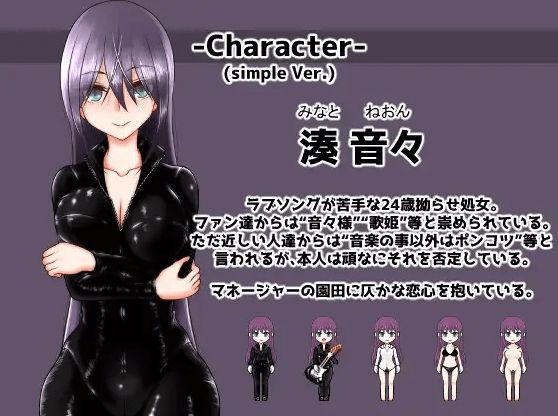 -Character-
(simple Ver.)
みなと ねおん
湊 音々
ラブソングが苦手な24歳拗らせ処女。
ファン達からは“音々様”“歌姫”等と崇められている。
ただ近しい人達からは“音楽の事以外はポンコツ”等と
言われるが、本人は頑なにそれを否定している。
マネージャーの園田に仄かな恋心を抱いている。